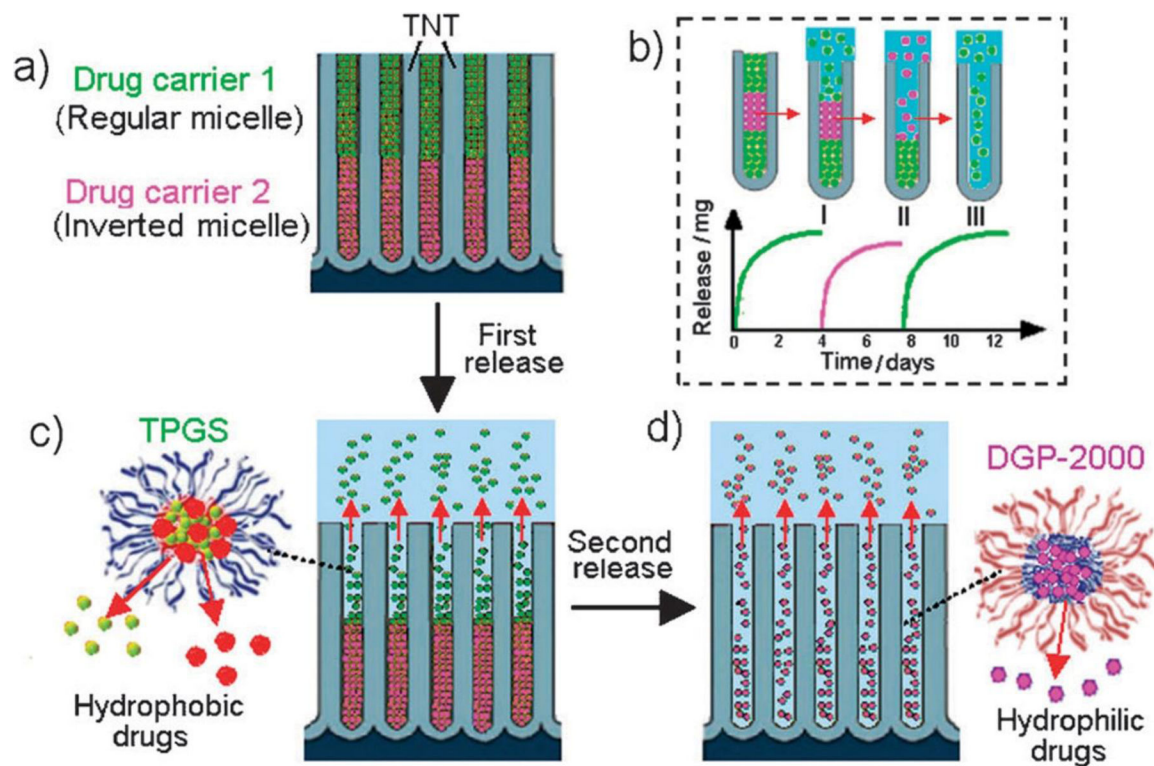 a)
TNT
Drug carrier 1
(Regular micelle)
Drug carrier 2
(Inverted micelle)
b)
I
II
III
Release /mg
0
2
4
6
8
10
12
Time/days
First
release
c)
TPGS
Hydrophobic
drugs
Second
release
d)
DGP-2000
Hydrophilic
drugs